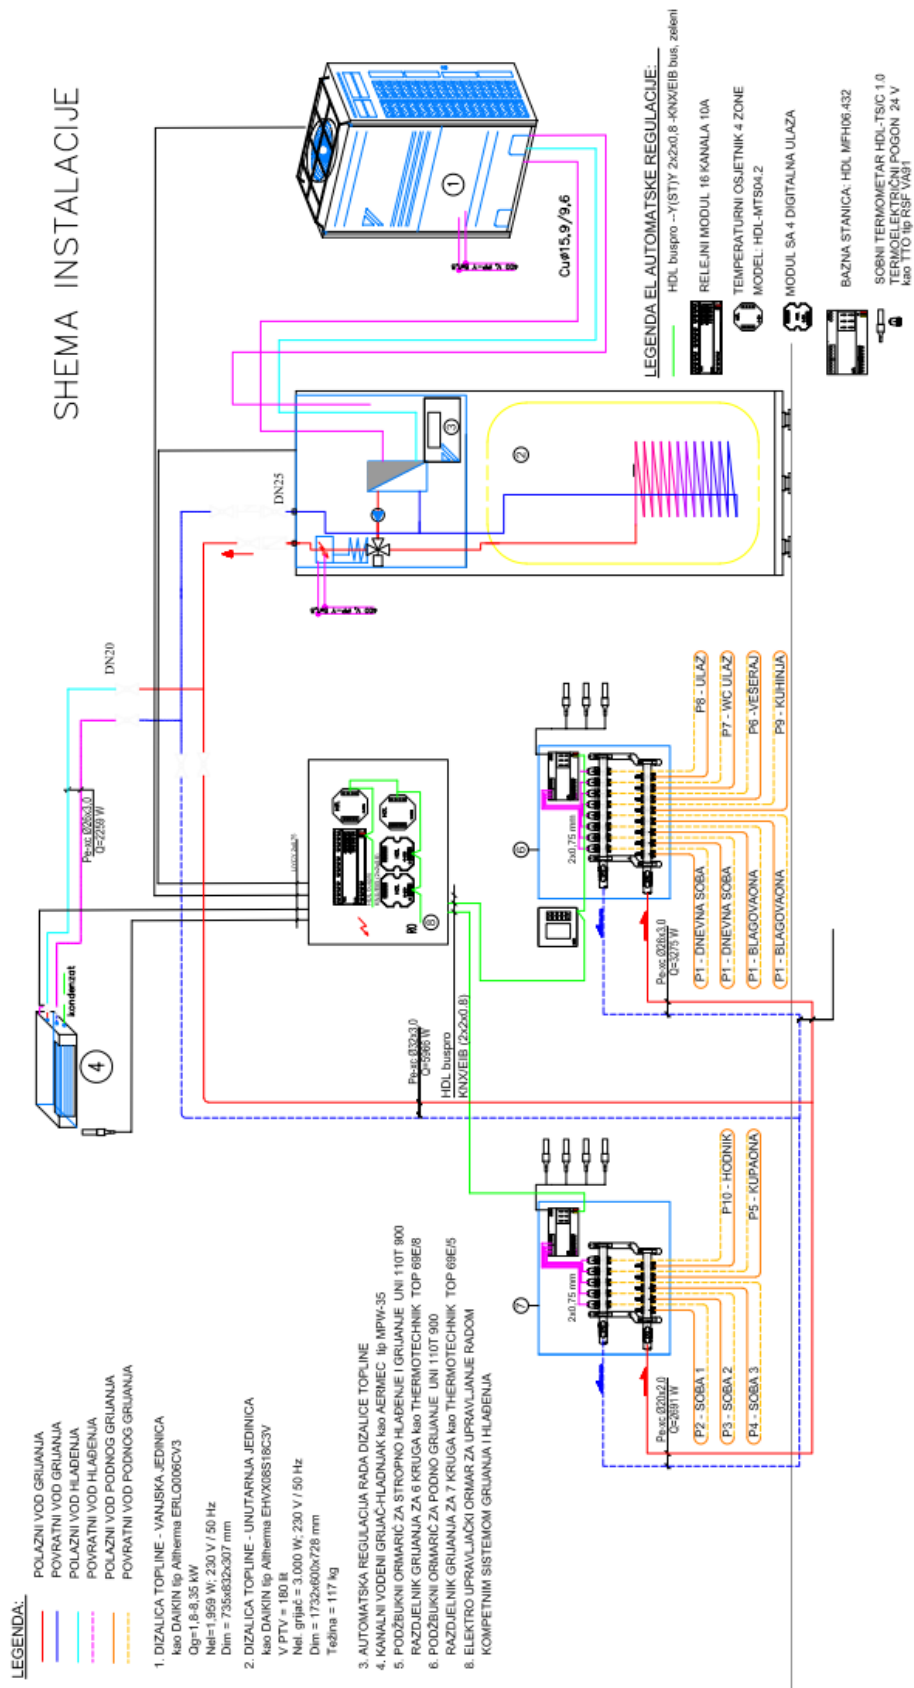 SHEMA INSTALACIJE
LEGENDA:
POLAZNI VOD GRIJANJA
POVRATNI VOD GRIJANJA
POLAZNI VOD HLAĐENJA
POVRATNI VOD HLAĐENJA
POLAZNI VOD PODNOG GRIJANJA
POVRATNI VOD PODNOG GRIJANJA
1. DIZALICA TOPLINE - VANJSKA JEDINICA
kao DAIKIN tip Altherma ERLQ006CV3
Qg=1,8-8,35 kW
Nel=1,959 W; 230 V / 50 Hz
Dim = 735x832x307 mm
2. DIZALICA TOPLINE - UNUTARNJA JEDINICA
kao DAIKIN tip Altherma EHVX08S18C3V
V PTV = 180 lit
Nel. grijač = 3.000 W; 230 V / 50 Hz
Dim = 1732x600x728 mm
Težina = 117 kg
3. AUTOMATSKA REGULACIJA RADA DIZALICE TOPLINE
4. KANALNI VODENI GRIJAČ-HLADNJAK kao AERMEC tip MPW-35
5. PODŽBUKNI ORMARIĆ ZA STROPNO HLAĐENJE I GRIJANJE UNI 110T 900
RAZDJELNIK GRIJANJA ZA 6 KRUGA kao THERMOTECHNIK TOP 69E/8
6. PODŽBUKNI ORMARIĆ ZA PODNO GRIJANJE UNI 110T 900
RAZDJELNIK GRIJANJA ZA 7 KRUGA kao THERMOTECHNIK TOP 69E/5
8. ELEKTRO UPRAVLJAČKI ORMAR ZA UPRAVLJANJE RADOM
KOMPETNIM SISTEMOM GRIJANJA I HLAĐENJA
4
kondenzat
Pe-xc Ø26x3,0
Q=2259 W
DN20
DN25
1
Cuø15,9/9,6
2
3
RO
8
Pe-xc Ø32x3,0
Q=5966 W
HDL buspro
KNX/EIB (2x2x0.8)
7
2x0,75 mm
Pe-xc Ø20x2,0
Q=2691 W
P2 - SOBA 1
P3 - SOBA 2
P4 - SOBA 3
P10 - HODNIK
P5 - KUPAONA
6
2x0,75 mm
Pe-xc Ø26x3,0
Q=3275 W
P1 - DNEVNA SOBA
P1 - DNEVNA SOBA
P1 - BLAGOVAONA
P1 - BLAGOVAONA
P8 - ULAZ
P7 - WC ULAZ
P6 -VEŠERAJ
P9 - KUHINJA
LEGENDA EL AUTOMATSKE REGULACIJE:
HDL buspro --Y(ST)Y 2x2x0,8 -KNX/EIB bus, zeleni
RELEJNI MODUL 16 KANALA 10A
TEMPERATURNI OSJETNIK 4 ZONE
MODEL: HDL-MTS04.2
MODUL SA 4 DIGITALNA ULAZA
BAZNA STANICA: HDL MFH06.432
SOBNI TERMOMETAR HDL-TS/C 1.0
TERMOELEKTRIČNI POGON 24 V
kao TTO tip RSF VA91